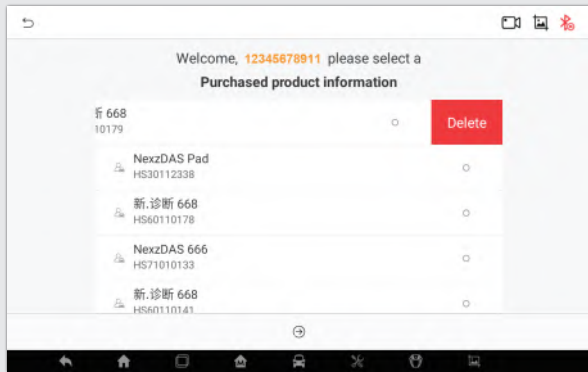 Welcome, 12345678911 please select a
Purchased product information
断 668
10179
Delete
NexzDAS Pad
HS30112338
新.诊断 668
HS60110178
NexzDAS 666
HS71010133
新.诊断 668
HS60110141